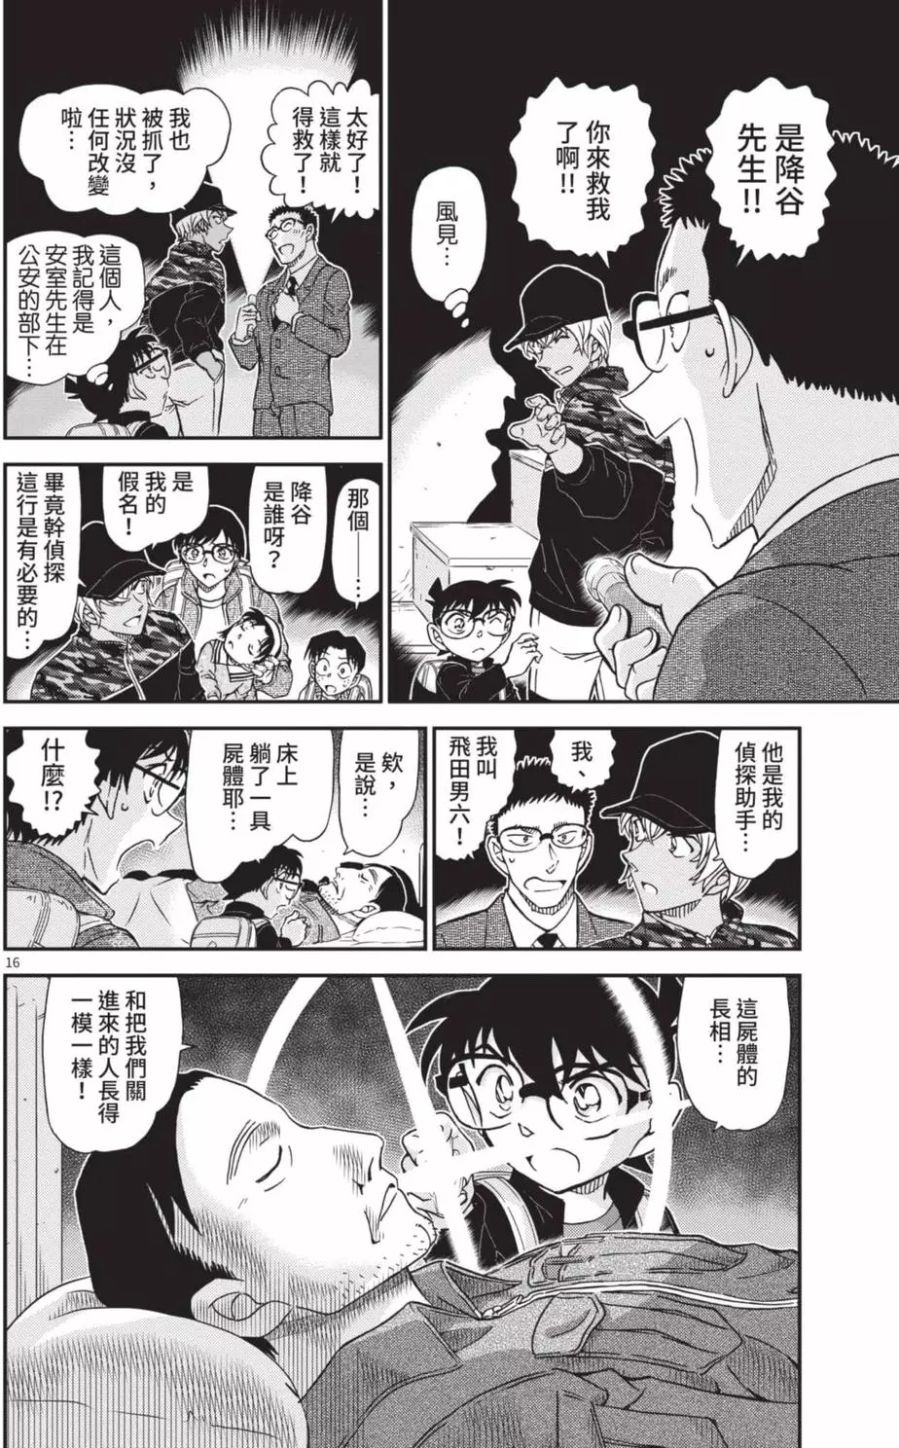 是降谷
先生!!
你來救我
了啊!!
風見…
太好了！
這樣就
得救了！
我也
被抓了，
狀況沒
任何改變
啦…
這個人，
我記得是
安室先生在
公安的部下…
那個——…
降谷
是誰呀？
是
我的
假名！
畢竟幹偵探
這行是有必要的…
他是我的
偵探助手…
我、
我叫
飛田男六！
欸，
是說…
床上
躺了一具
屍體耶…
什麼!?
16
這屍體的
長相…
和把我們關
進來的人長得
一模一樣！